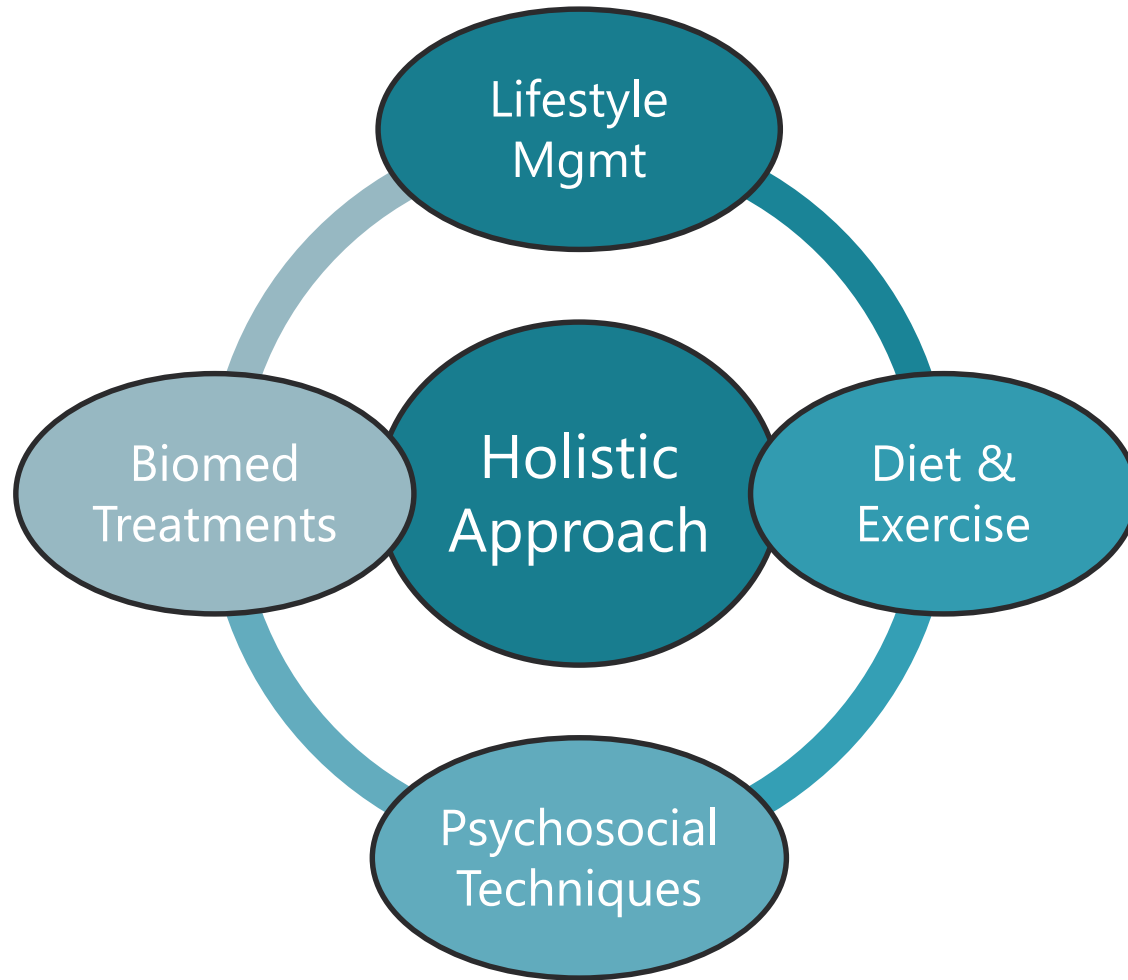 Lifestyle
Mgmt
Biomed
Treatments
Holistic
Approach
Diet &
Exercise
Psychosocial
Techniques